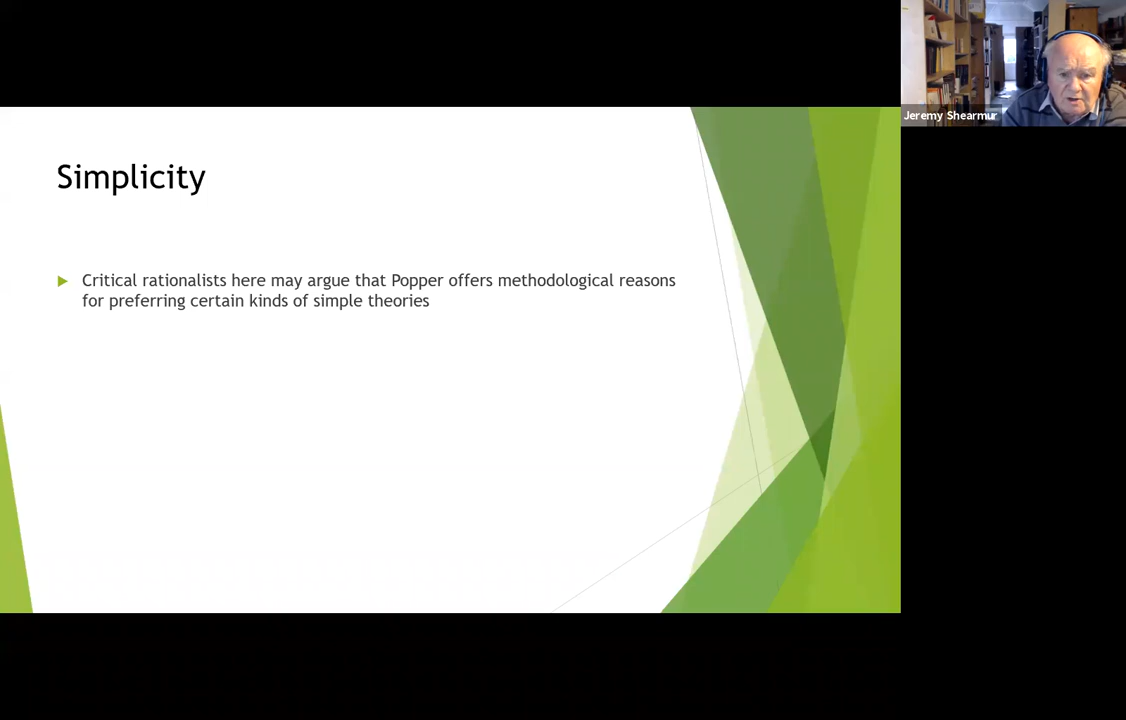 Simplicity
Critical rationalists here may argue that Popper offers methodological reasons
for preferring certain kinds of simple theories
Jeremy Shearmur